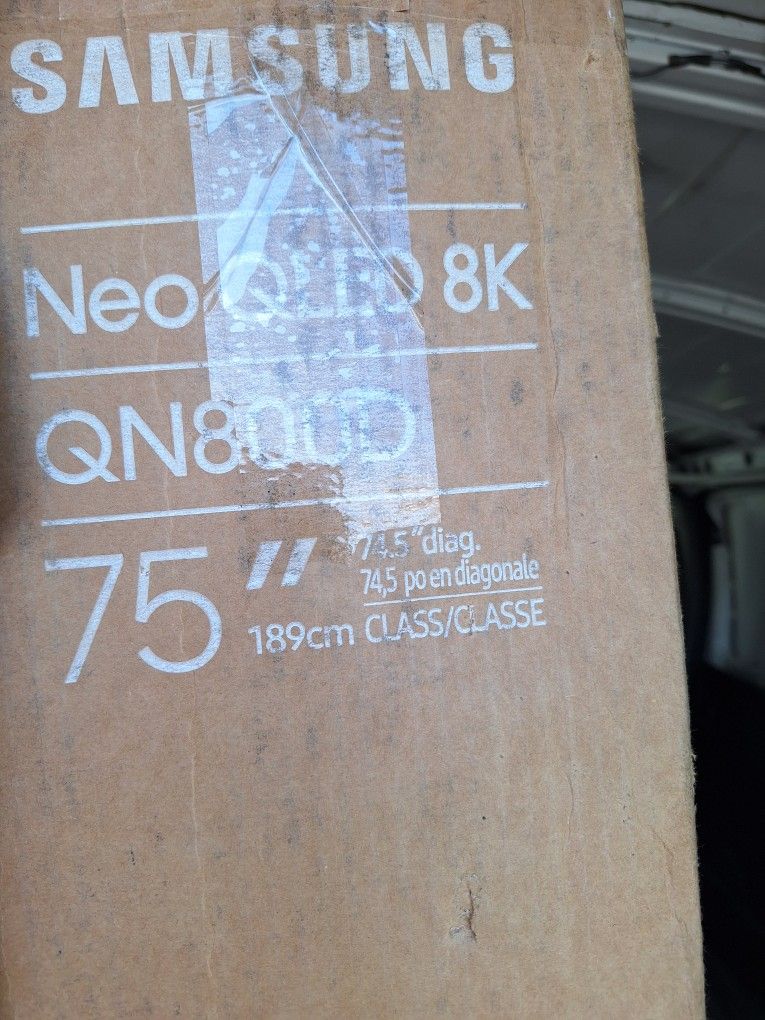 SAMSUNG
Neo QLED 8K
QN800D
75"
74.5"diag.
74,5 po en diagonale
189cm CLASS/CLASSE